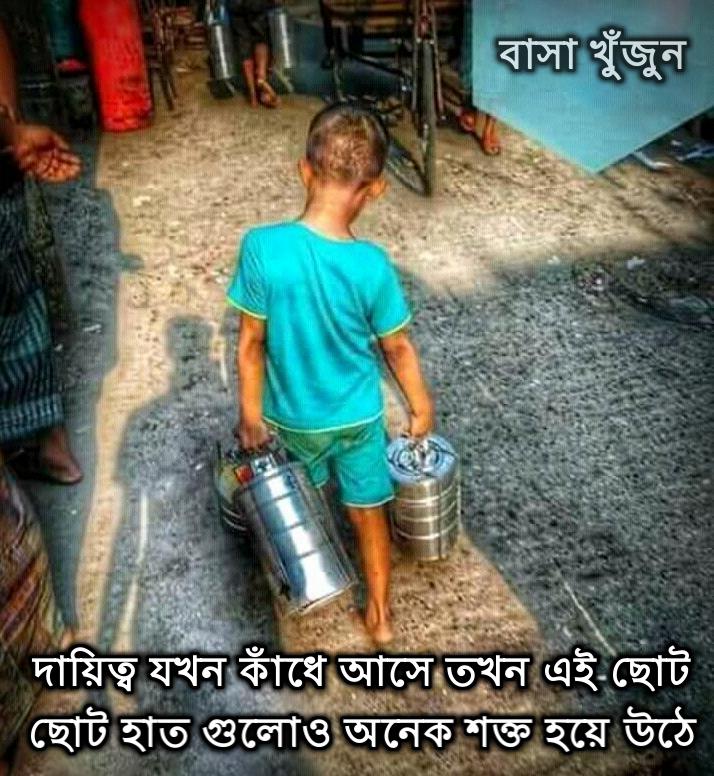 বাসা খুঁজুন
দায়িত্ব যখন কাঁধে আসে তখন এই ছোট
ছোট হাত গুলোও অনেক শক্ত হয়ে উঠে